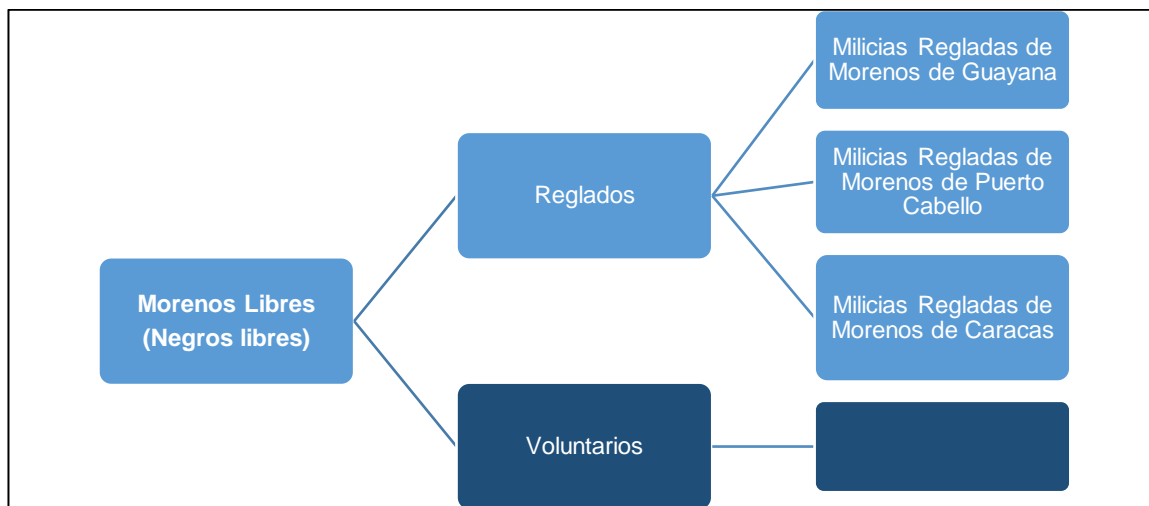 Morenos Libres
(Negros libres)
Reglados
Milicias Regladas de
Morenos de Guayana
Milicias Regladas de
Morenos de Puerto
Cabello
Milicias Regladas de
Morenos de Caracas
Voluntarios